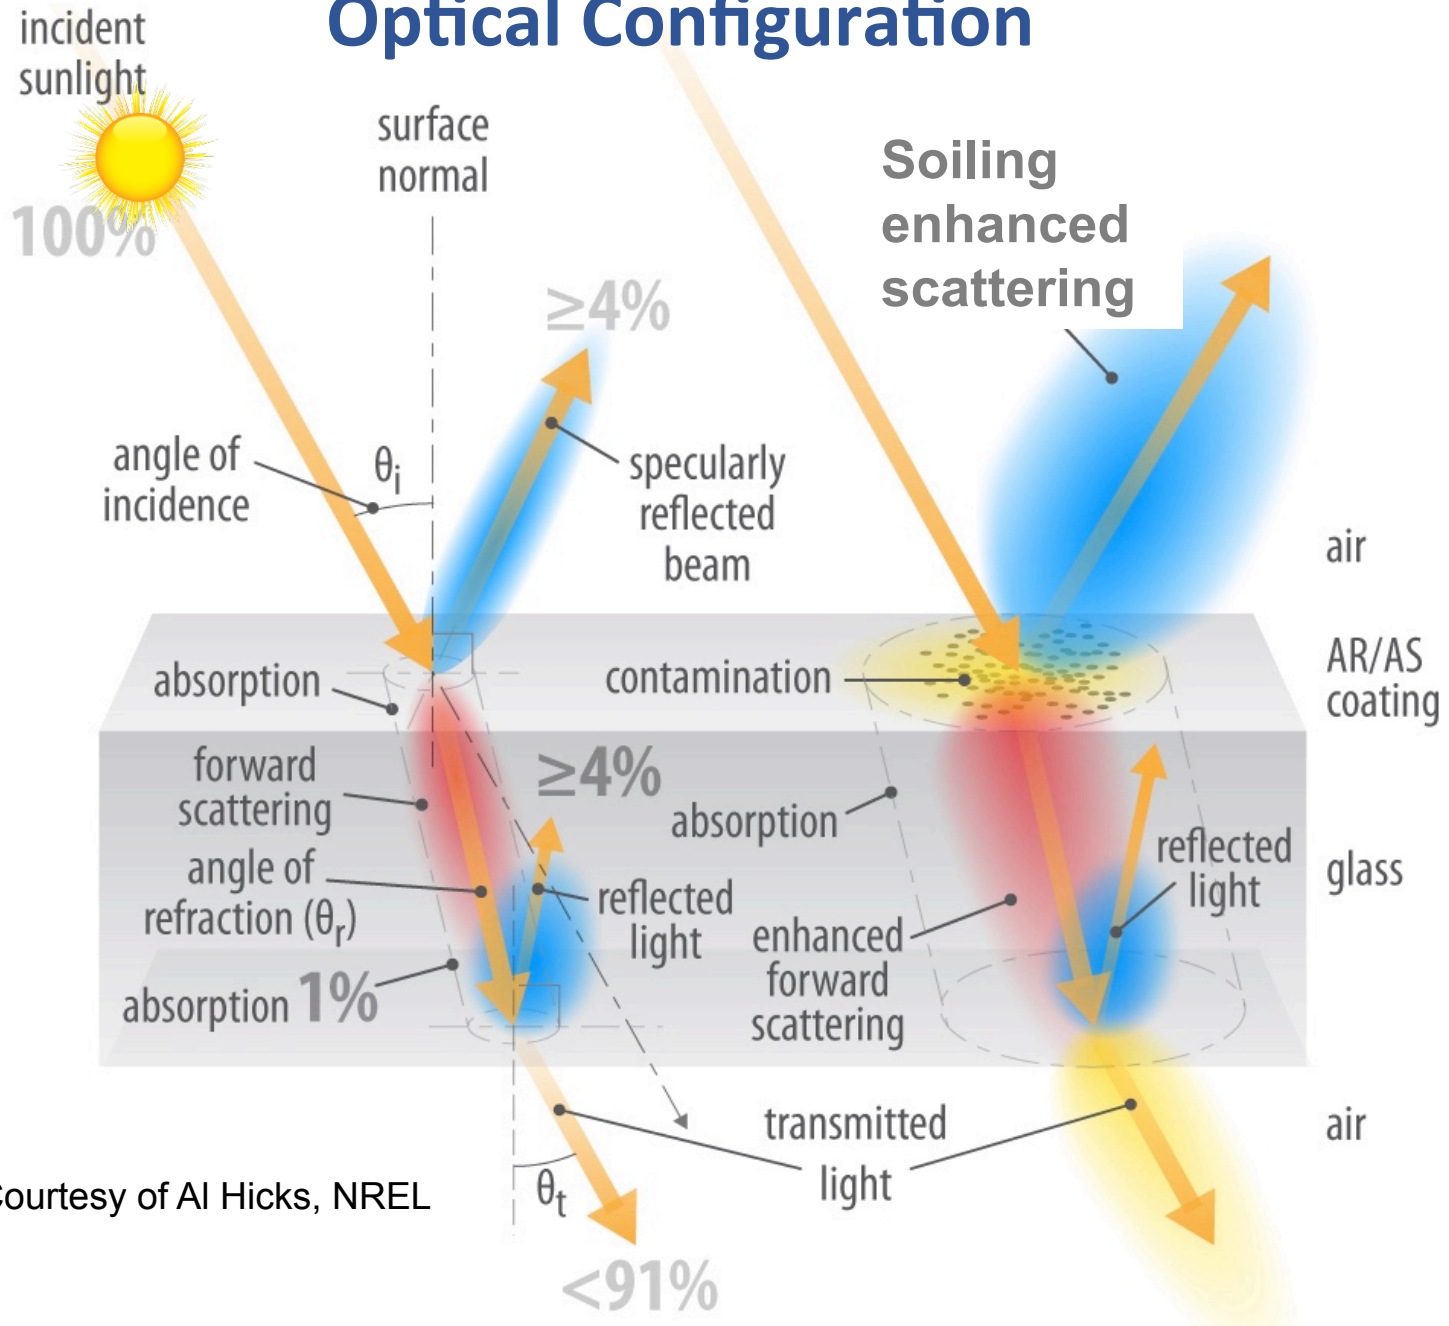 Optical Configuration
incident
sunlight
100%
surface
normal
Soiling
enhanced
scattering
≥4%
angle of
incidence
θi
specularly
reflected
beam
air
absorption
contamination
AR/AS
coating
forward
scattering
≥4%
absorption
angle of
refraction (θr)
reflected
light
reflected
light
glass
enhanced
forward
scattering
absorption 1%
transmitted
light
air
θt
Courtesy of Al Hicks, NREL
<91%